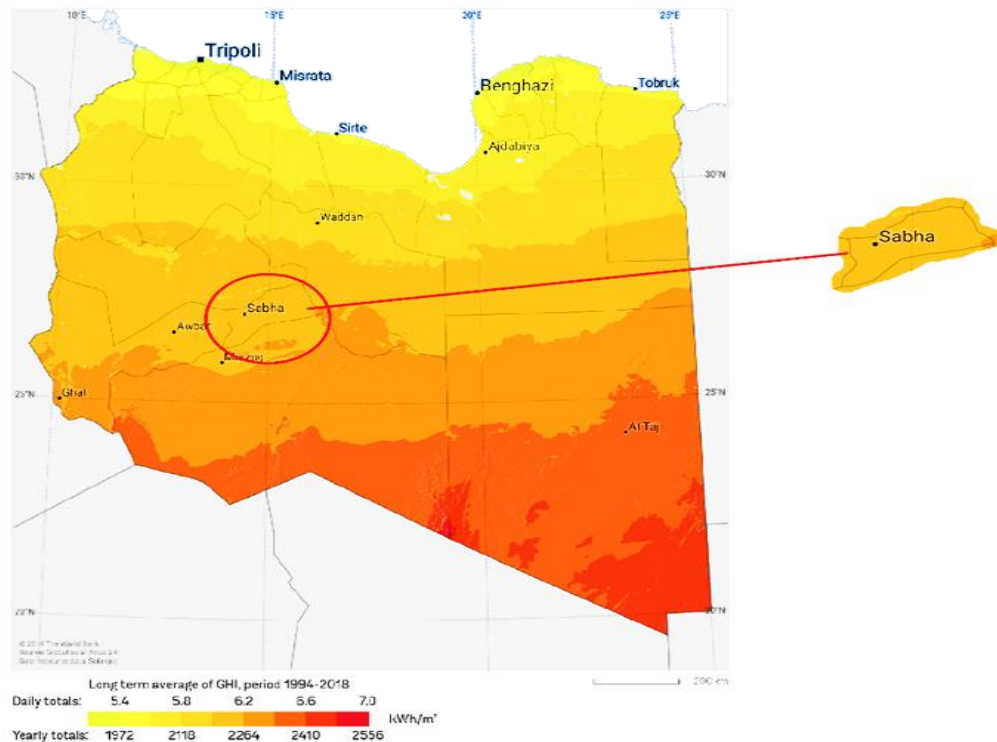 10°E 15°E 20°E 25°E
Tripoli
Misrata
Benghazi
Tobruk
Sirte
Ajdabiya
30°N 30°N
Waddan
Sabha
Sabha
Awbar
Ghat
25°N 25°N
Al Taj
20°N 20°N
200 km
Long term average of GHI, period 1994-2018
Daily totals: 5.4 5.8 6.2 6.6 7.0
kWh/m²
Yearly totals: 1972 2118 2264 2410 2556